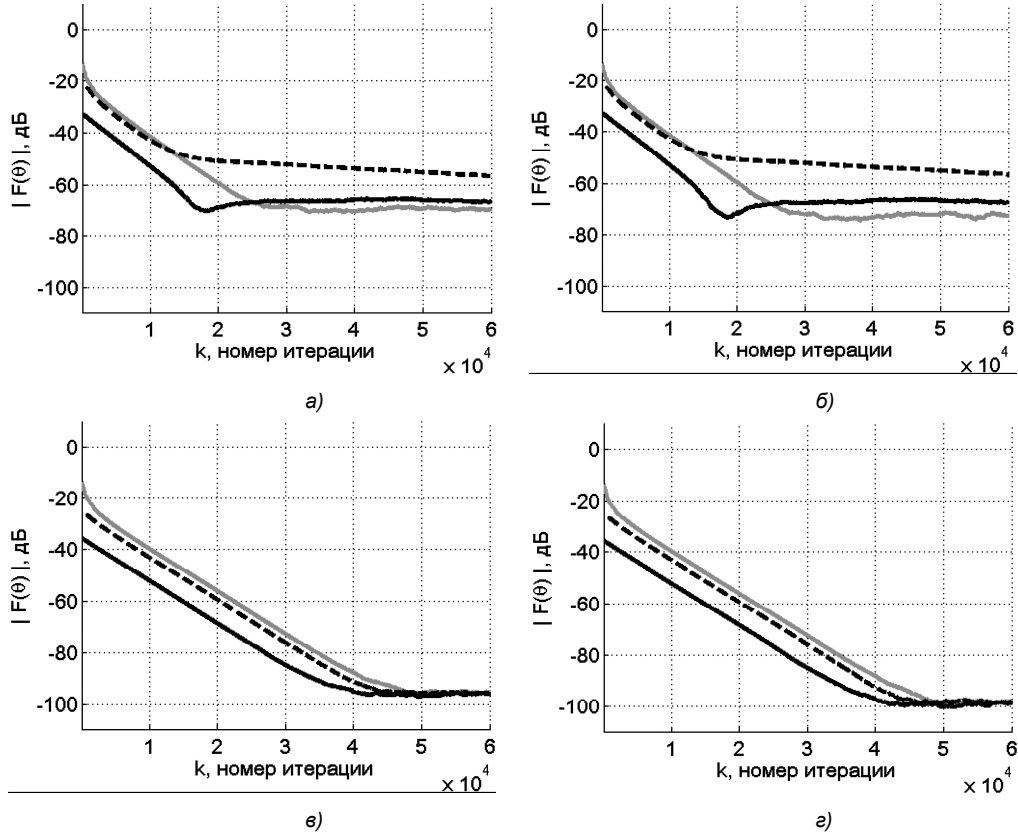 0
-20
-40
-60
-80
-100
| F(θ) |, дБ
1 2 3 4 5 6
k, номер итерации
x 10⁴
а)
0
-20
-40
-60
-80
-100
| F(θ) |, дБ
1 2 3 4 5 6
k, номер итерации
x 10⁴
б)
0
-20
-40
-60
-80
-100
| F(θ) |, дБ
1 2 3 4 5 6
k, номер итерации
x 10⁴
в)
0
-20
-40
-60
-80
-100
| F(θ) |, дБ
1 2 3 4 5 6
k, номер итерации
x 10⁴
г)